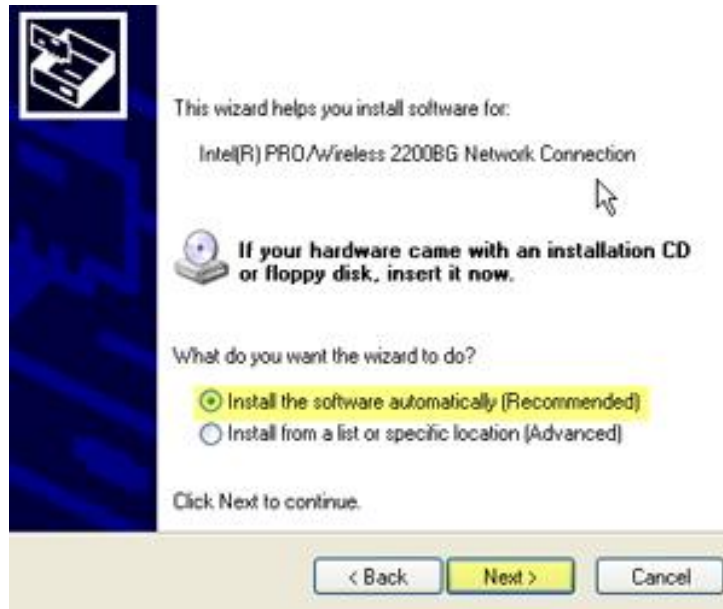 This wizard helps you install software for:
Intel(R) PRO/Wireless 2200BG Network Connection
If your hardware came with an installation CD
or floppy disk, insert it now.
What do you want the wizard to do?
Install the software automatically (Recommended)
Install from a list or specific location (Advanced)
Click Next to continue.
< Back Next > Cancel